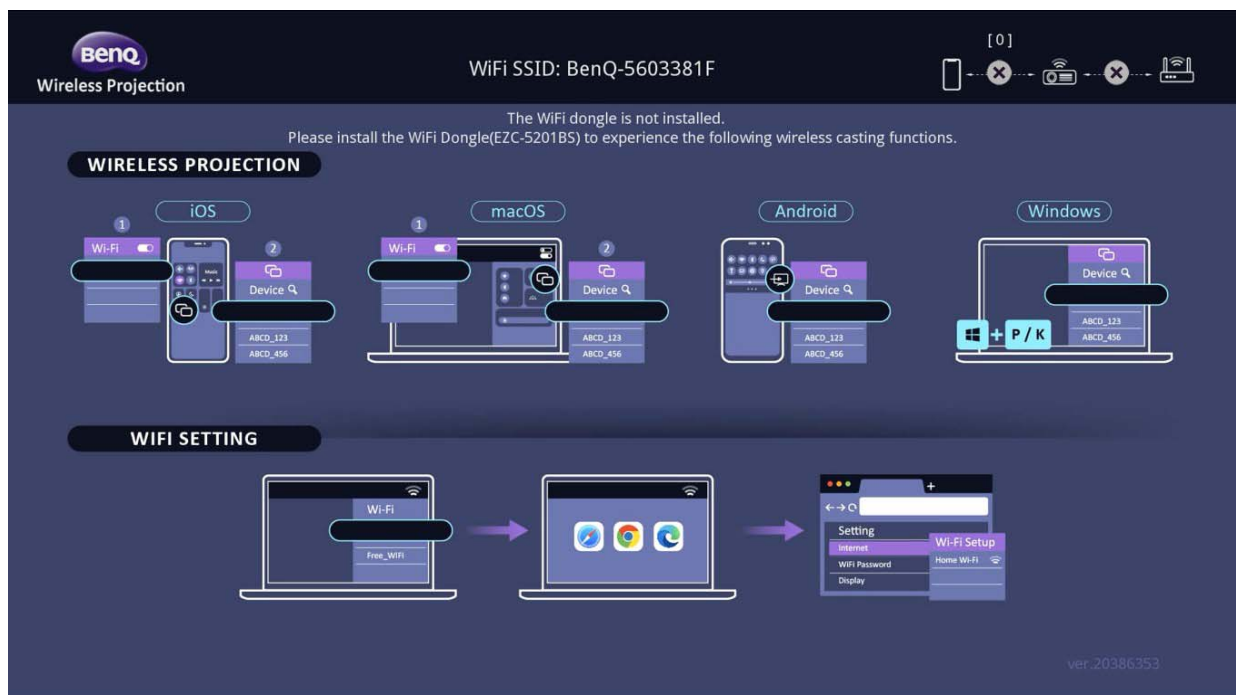 BenQ
Wireless Projection
WiFi SSID: BenQ-5603381F
[ 0 ]
The WiFi dongle is not installed.
Please install the WiFi Dongle(EZC-5201BS) to experience the following wireless casting functions.
WIRELESS PROJECTION
iOS
1
Wi-Fi
Music
2
Device
ABCD_123
ABCD_456
macOS
1
Wi-Fi
2
Device
ABCD_123
ABCD_456
Android
Device
ABCD_123
ABCD_456
Windows
Device
ABCD_123
ABCD_456
+ P / K
WIFI SETTING
Wi-Fi
Free_WIFI
+
Setting
Internet
WiFi Password
Display
Wi-Fi Setup
Home Wi-Fi
ver.20386353